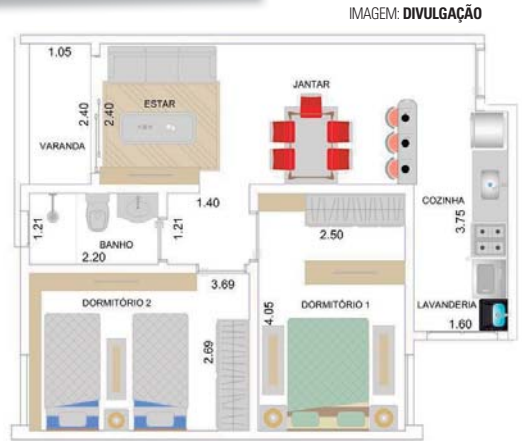 IMAGEM: DIVULGAÇÃO
1.05
JANTAR
ESTAR
2.40
2.40
VARANDA
COZINHA
3.75
1.40
1.21
1.21
BANHO
2.20
2.50
3.69
DORMITÓRIO 2
DORMITÓRIO 1
LAVANDERIA
4.05
1.60
2.69